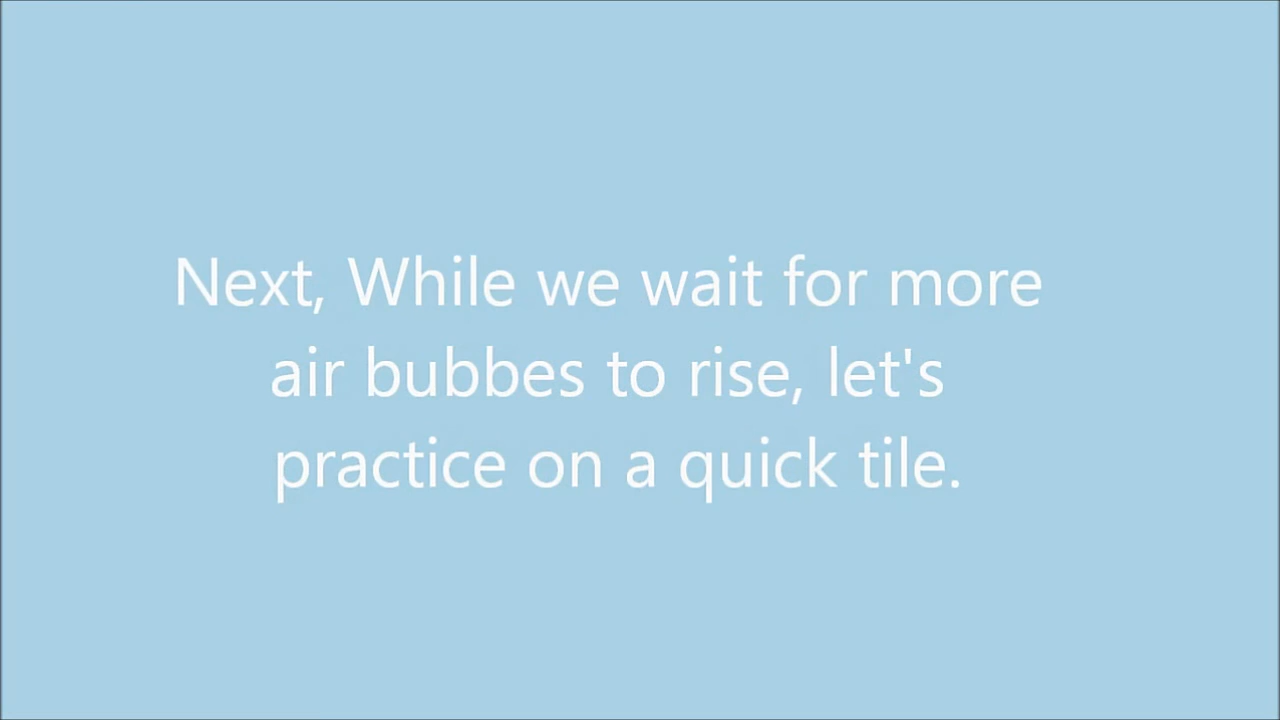 Next, While we wait for more
air bubbes to rise, let's
practice on a quick tile.